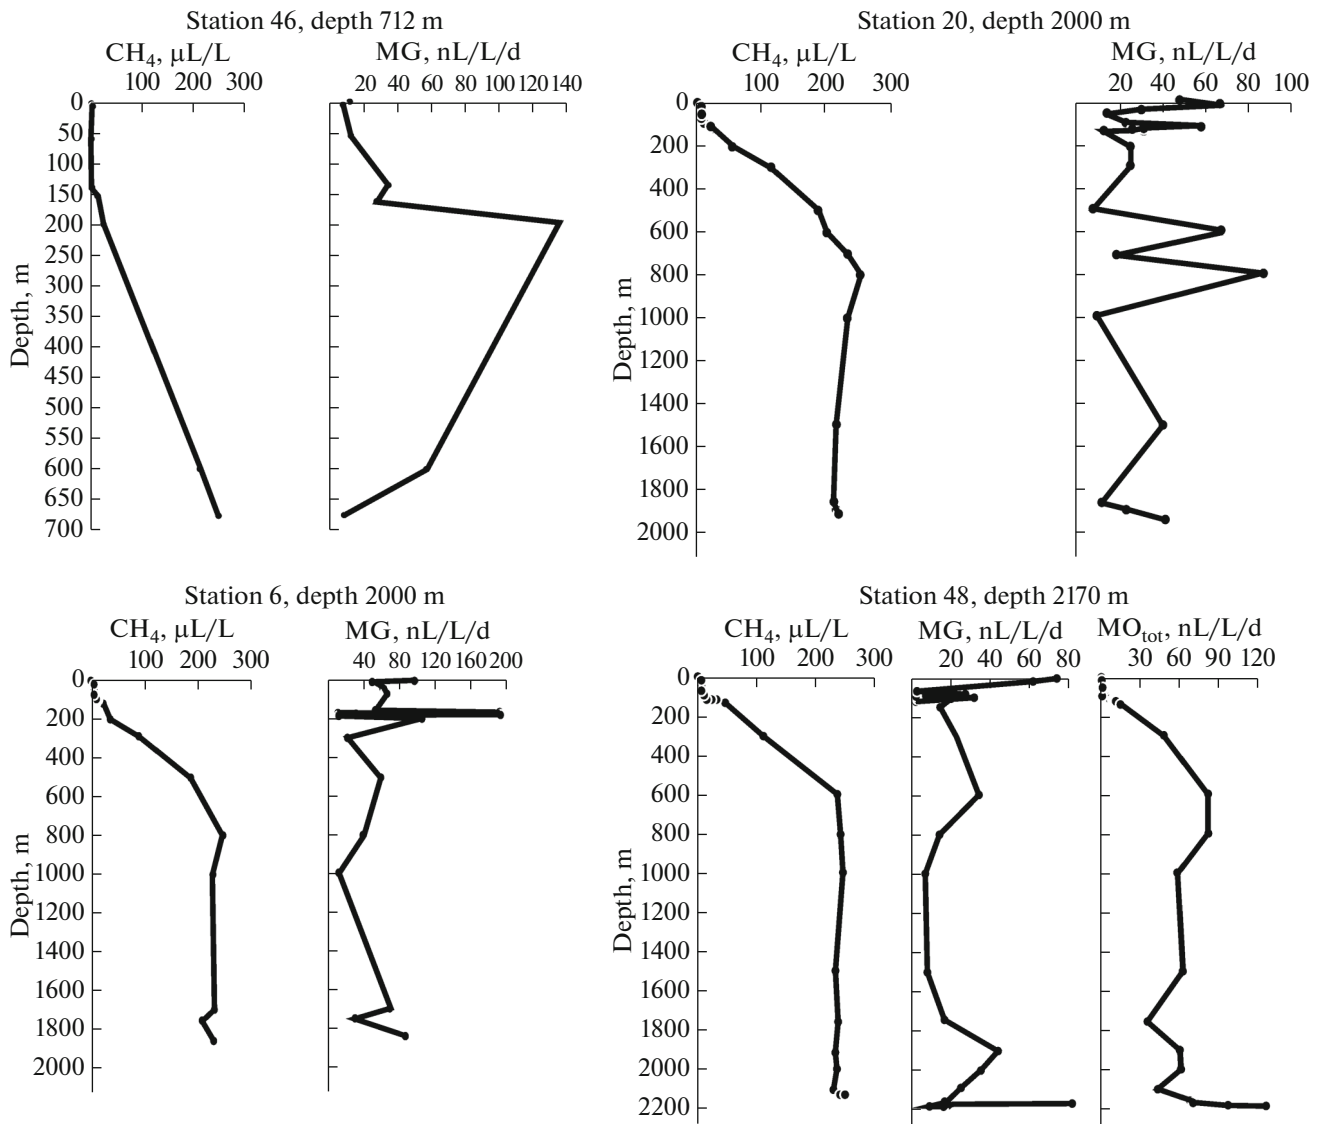 Station 46, depth 712 m
CH4, μL/L
MG, nL/L/d
100 200 300
20 40 60 80 100 120 140
0
50
100
150
200
250
300
350
400
450
500
550
600
650
700
Depth, m
Station 20, depth 2000 m
CH4, μL/L
MG, nL/L/d
100 200 300
20 40 60 80 100
0
200
400
600
800
1000
1200
1400
1600
1800
2000
Depth, m
Station 6, depth 2000 m
CH4, μL/L
MG, nL/L/d
100 200 300
40 80 120 160 200
0
200
400
600
800
1000
1200
1400
1600
1800
2000
Depth, m
Station 48, depth 2170 m
CH4, μL/L
MG, nL/L/d
MOtot, nL/L/d
100 200 300
20 40 60 80
30 60 90 120
0
200
400
600
800
1000
1200
1400
1600
1800
2000
2200
Depth, m